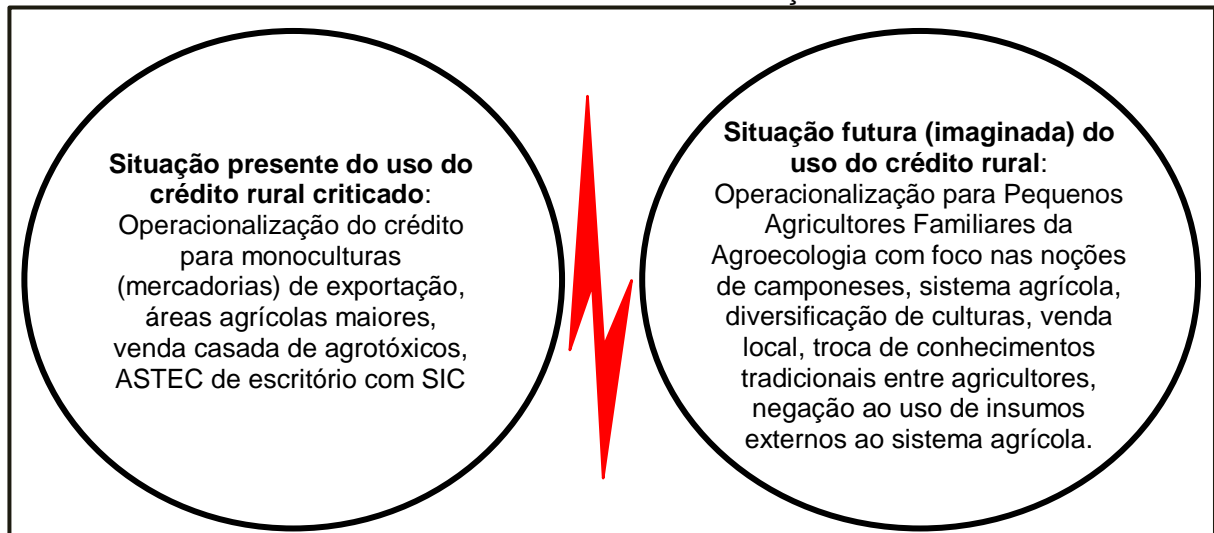 Situação presente do uso do
crédito rural criticado:
Operacionalização do crédito
para monoculturas
(mercadorias) de exportação,
áreas agrícolas maiores,
venda casada de agrotóxicos,
ASTEC de escritório com SIC
Situação futura (imaginada) do
uso do crédito rural:
Operacionalização para Pequenos
Agricultores Familiares da
Agroecologia com foco nas noções
de camponeses, sistema agrícola,
diversificação de culturas, venda
local, troca de conhecimentos
tradicionais entre agricultores,
negação ao uso de insumos
externos ao sistema agrícola.